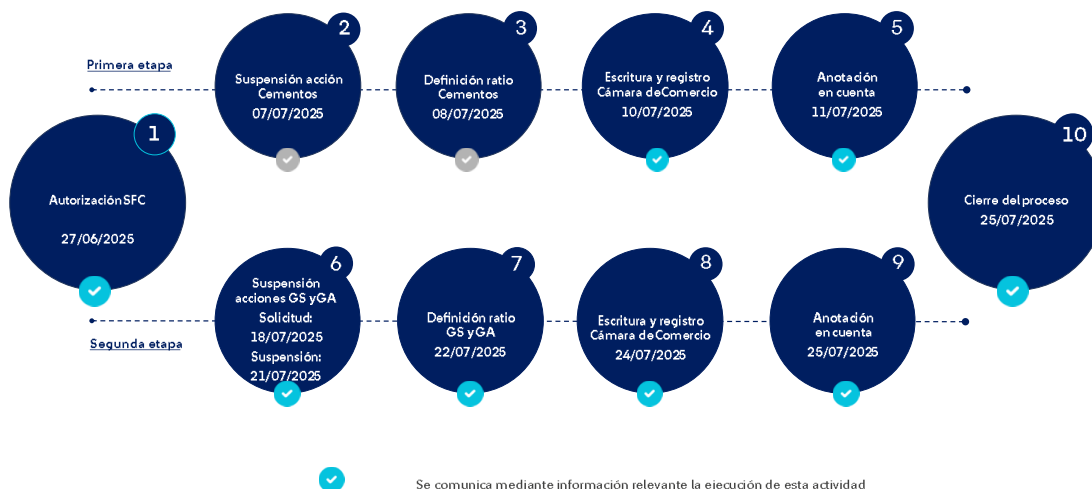 Primera etapa
1
Autorización SFC
27/06/2025
2
Suspensión acción
Cementos
07/07/2025
3
Definición ratio
Cementos
08/07/2025
4
Escritura y registro
Cámara de Comercio
10/07/2025
5
Anotación
en cuenta
11/07/2025
Segunda etapa
6
Suspensión
acciones GS y GA
Solicitud:
18/07/2025
Suspensión:
21/07/2025
7
Definición ratio
GS y GA
22/07/2025
8
Escritura y registro
Cámara de Comercio
24/07/2025
9
Anotación
en cuenta
25/07/2025
10
Cierre del proceso
25/07/2025
Se comunica mediante información relevante la ejecución de esta actividad